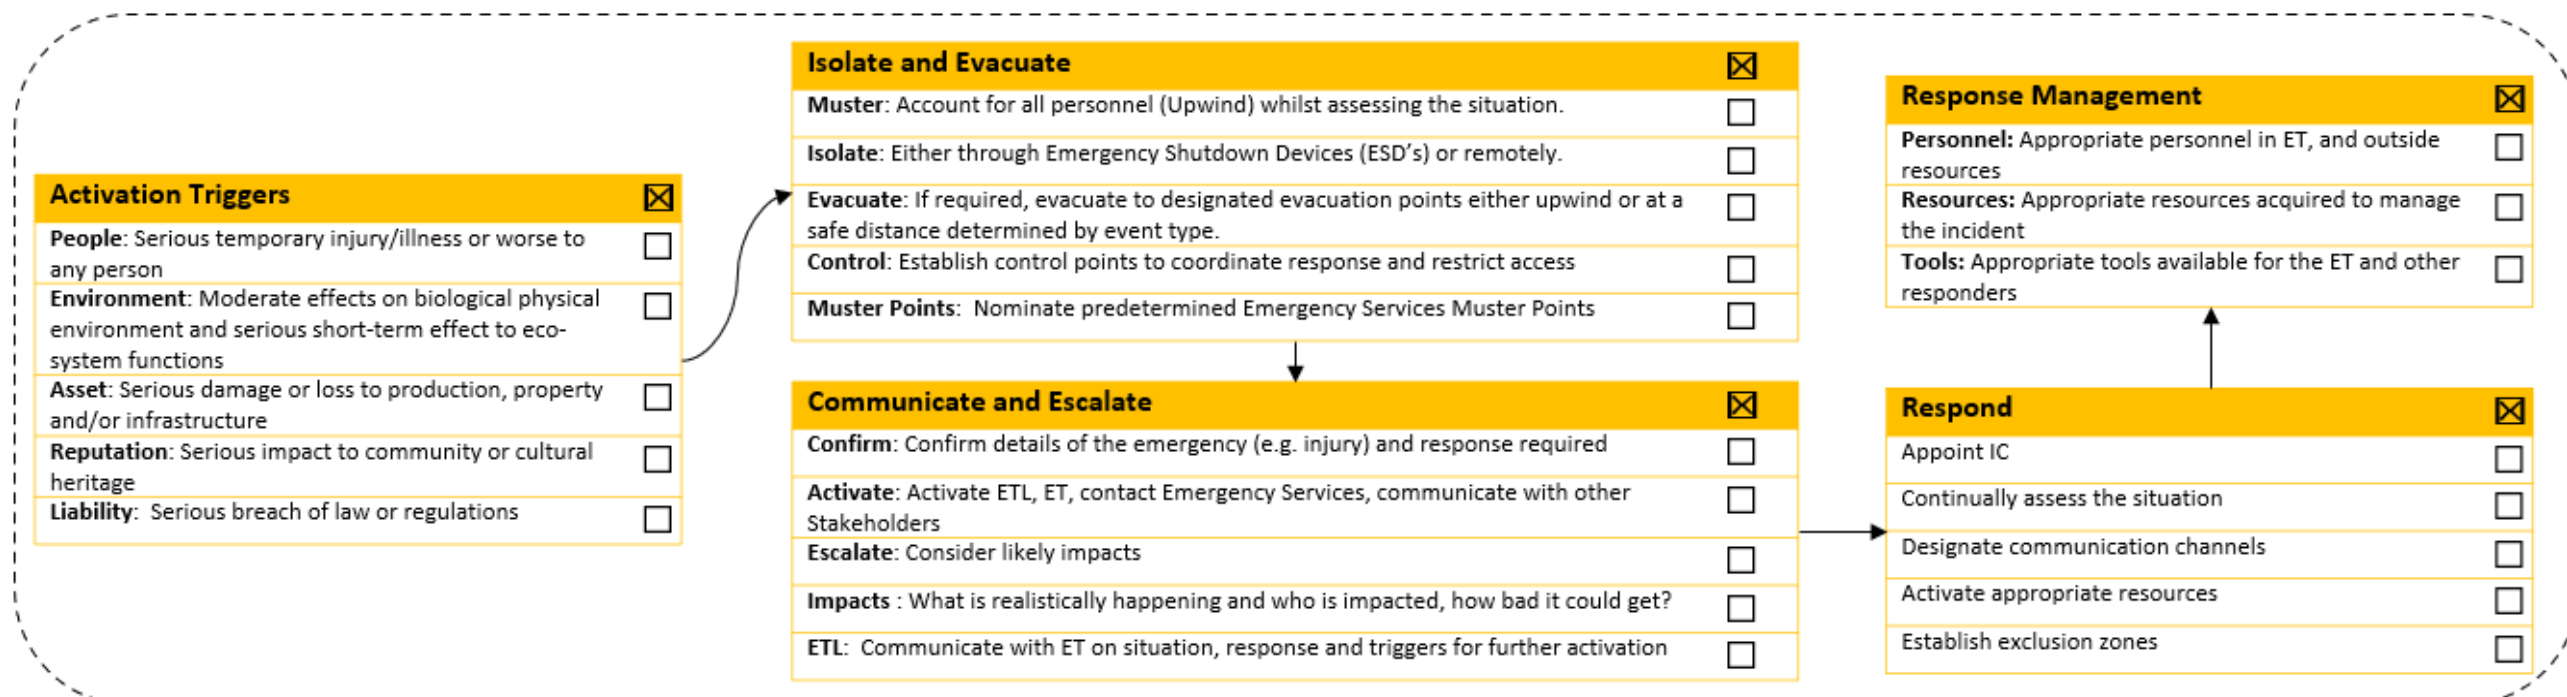 Activation Triggers
People: Serious temporary injury/illness or worse to
any person
Environment: Moderate effects on biological physical
environment and serious short-term effect to eco-
system functions
Asset: Serious damage or loss to production, property
and/or infrastructure
Reputation: Serious impact to community or cultural
heritage
Liability:  Serious breach of law or regulations
Isolate and Evacuate
Muster: Account for all personnel (Upwind) whilst assessing the situation.
Isolate: Either through Emergency Shutdown Devices (ESD's) or remotely.
Evacuate: If required, evacuate to designated evacuation points either upwind or at a
safe distance determined by event type.
Control: Establish control points to coordinate response and restrict access
Muster Points:  Nominate predetermined Emergency Services Muster Points
Communicate and Escalate
Confirm: Confirm details of the emergency (e.g. injury) and response required
Activate: Activate ETL, ET, contact Emergency Services, communicate with other
Stakeholders
Escalate: Consider likely impacts
Impacts : What is realistically happening and who is impacted, how bad it could get?
ETL:  Communicate with ET on situation, response and triggers for further activation
Respond
Appoint IC
Continually assess the situation
Designate communication channels
Activate appropriate resources
Establish exclusion zones
Response Management
Personnel: Appropriate personnel in ET, and outside
resources
Resources: Appropriate resources acquired to manage
the incident
Tools: Appropriate tools available for the ET and other
responders